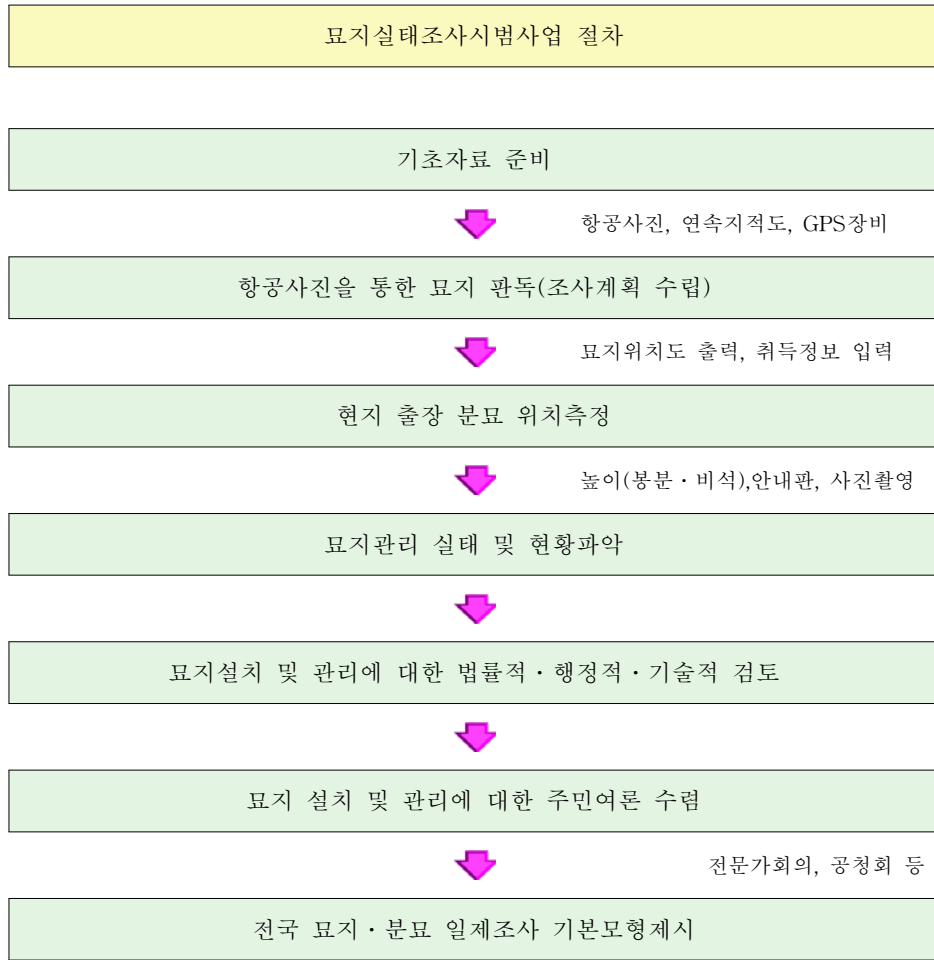 묘지실태조사시범사업 절차
기초자료 준비
항공사진, 연속지적도, GPS장비
항공사진을 통한 묘지 판독(조사계획 수립)
묘지위치도 출력, 취득정보 입력
현지 출장 분묘 위치측정
높이(봉분・비석),안내판, 사진촬영
묘지관리 실태 및 현황파악
묘지설치 및 관리에 대한 법률적・행정적・기술적 검토
묘지 설치 및 관리에 대한 주민여론 수렴
전문가회의, 공청회 등
전국 묘지・분묘 일제조사 기본모형제시